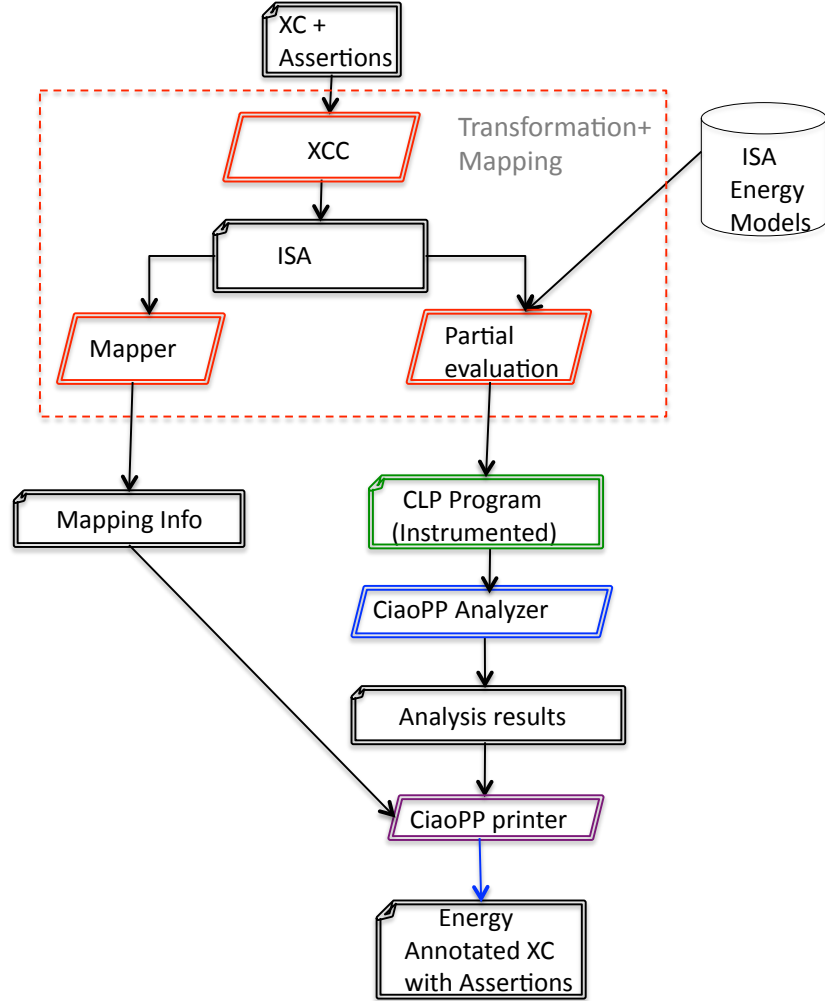 XC +
Assertions
XCC
Transformation+
Mapping
ISA
Energy
Models
ISA
Mapper
Partial
evaluation
Mapping Info
CLP Program
(Instrumented)
CiaoPP Analyzer
Analysis results
CiaoPP printer
Energy
Annotated XC
with Assertions